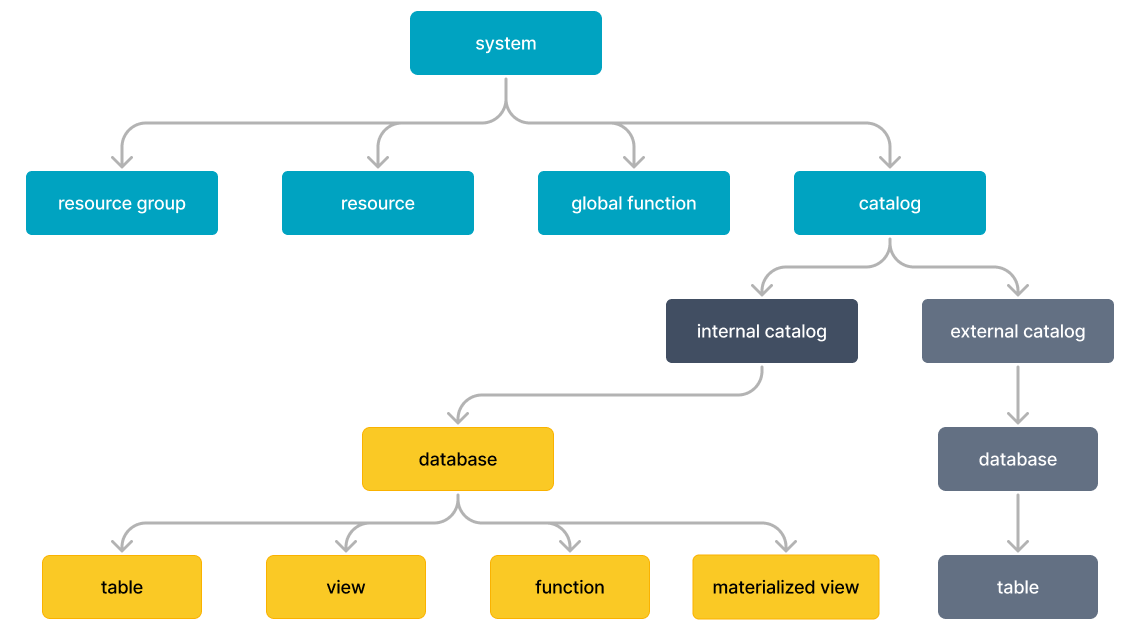 system
resource group
resource
global function
catalog
internal catalog
external catalog
database
database
table
view
function
materialized view
table